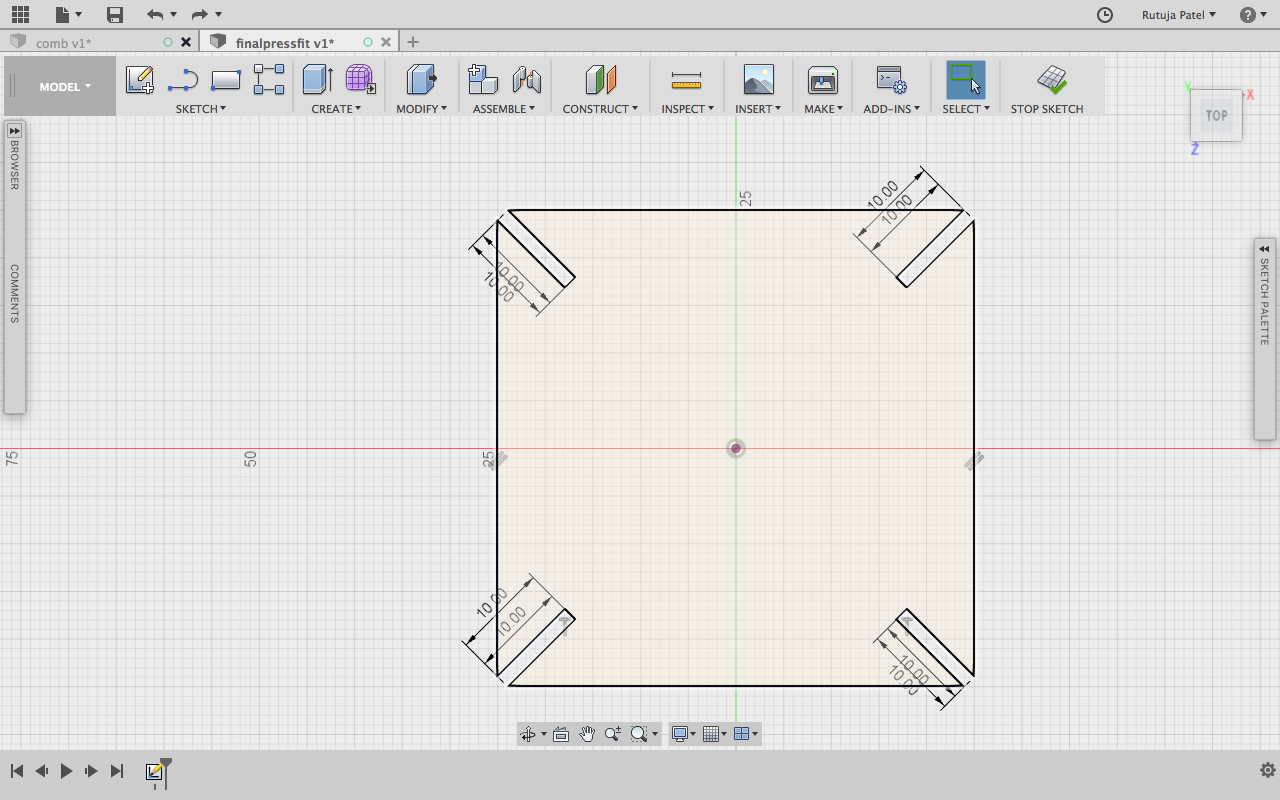 Rutuja Patel
comb v1*
finalpressfit v1*
MODEL
SKETCH
CREATE
MODIFY
ASSEMBLE
CONSTRUCT
INSPECT
INSERT
MAKE
ADD-INS
SELECT
STOP SKETCH
Y
X
TOP
Z
BROWSER
COMMENTS
SKETCH PALETTE
25
10.00
10.00
10.00
10.00
75
50
25
10.00
10.00
10.00
10.00